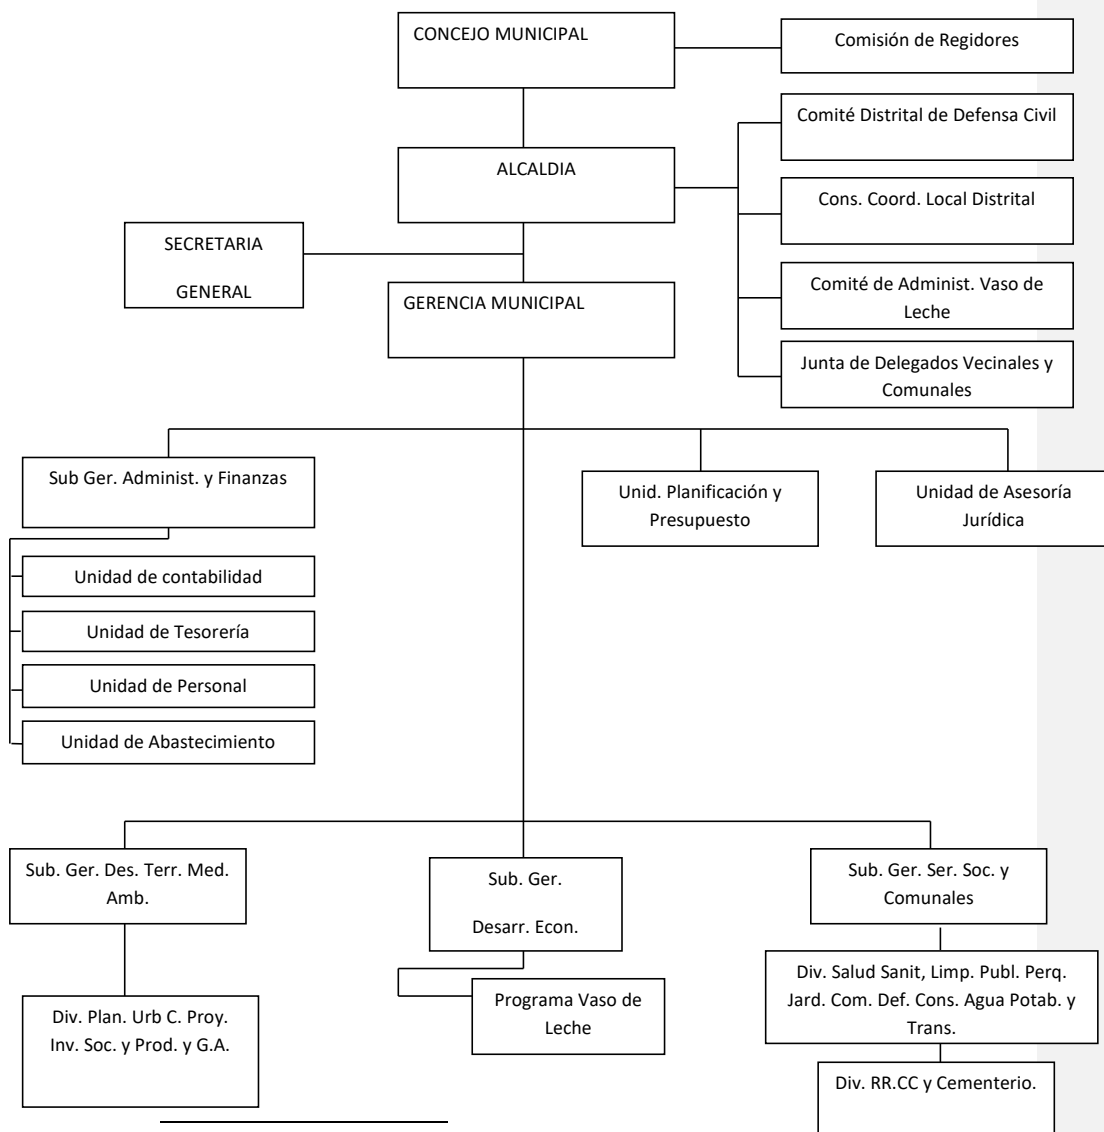 CONCEJO MUNICIPAL
Comisión de Regidores
Comité Distrital de Defensa Civil
ALCALDIA
Cons. Coord. Local Distrital
SECRETARIA
GENERAL
GERENCIA MUNICIPAL
Comité de Administ. Vaso de
Leche
Junta de Delegados Vecinales y
Comunales
Sub Ger. Administ. y Finanzas
Unid. Planificación y
Presupuesto
Unidad de Asesoría
Jurídica
Unidad de contabilidad
Unidad de Tesorería
Unidad de Personal
Unidad de Abastecimiento
Sub. Ger. Des. Terr. Med.
Amb.
Sub. Ger.
Desarr. Econ.
Sub. Ger. Ser. Soc. y
Comunales
Div. Plan. Urb C. Proy.
Inv. Soc. y Prod. y G.A.
Programa Vaso de
Leche
Div. Salud Sanit, Limp. Publ. Perq.
Jard. Com. Def. Cons. Agua Potab. y
Trans.
Div. RR.CC y Cementerio.